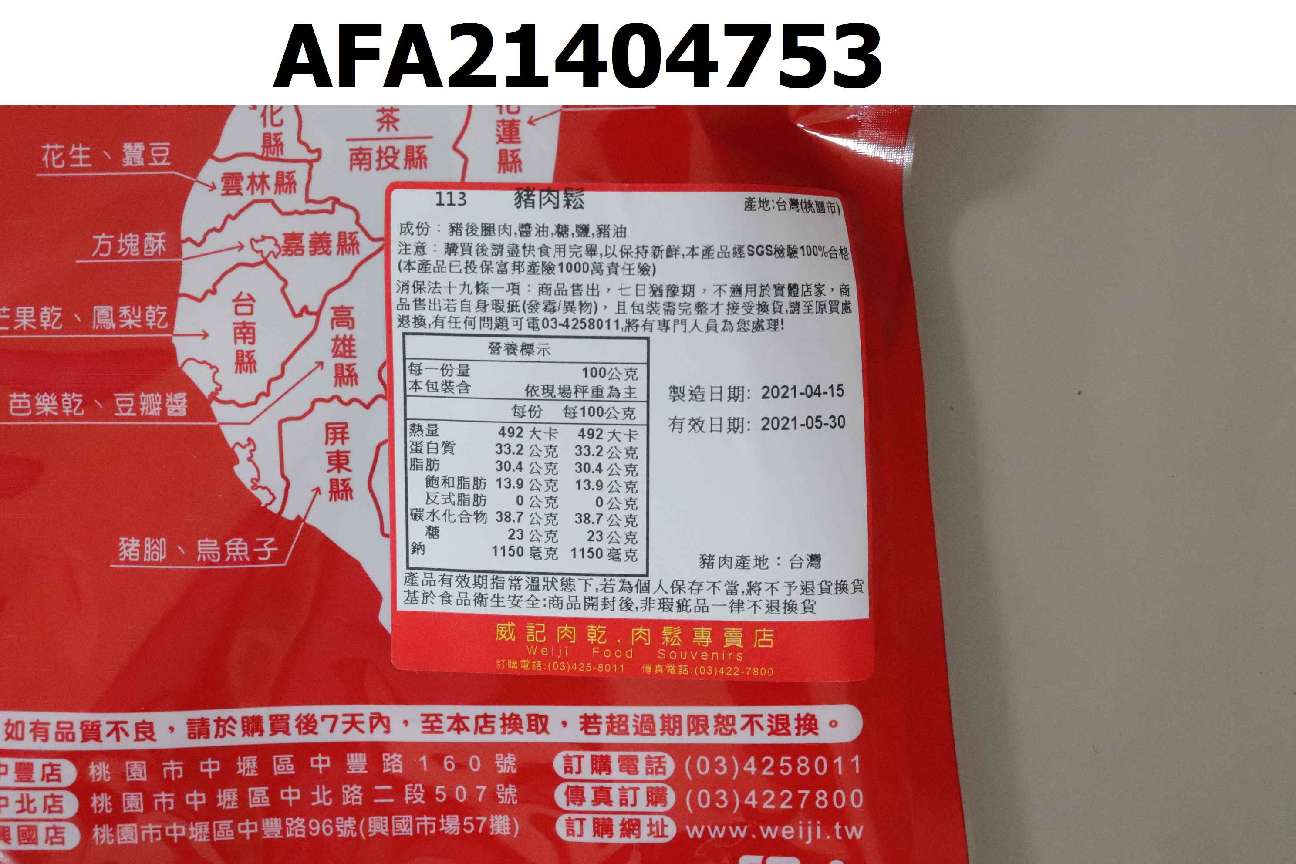 AFA21404753
化
縣
茶
南投縣
花
蓮
縣
花生、蠶豆
雲林縣
方塊酥
嘉義縣
芒果乾、鳳梨乾
台
南
縣
高
雄
縣
芭樂乾、豆瓣醬
屏
東
縣
豬腳、烏魚子
113 豬肉鬆 產地:台灣(桃園市)
成份：豬後腿肉,醬油,糖,鹽,豬油
注意：購買後請盡快食用完畢,以保持新鮮,本產品經SGS檢驗100%合格
(本產品已投保富邦產險1000萬責任險)
消保法十九條一項：商品售出，七日猶豫期，不適用於實體店家，商
品售出若自身瑕疵(發霉/異物)，且包裝需完整才接受換貨,請至原買處
退換,有任何問題可電03-4258011,將有專門人員為您處理!
營養標示
每一份量 100公克
本包裝含 依現場秤重為主
每份 每100公克
熱量 492 大卡 492 大卡
蛋白質 33.2 公克 33.2 公克
脂肪 30.4 公克 30.4 公克
飽和脂肪 13.9 公克 13.9 公克
反式脂肪 0 公克 0 公克
碳水化合物 38.7 公克 38.7 公克
糖 23 公克 23 公克
鈉 1150 毫克 1150 毫克
製造日期: 2021-04-15
有效日期: 2021-05-30
豬肉產地：台灣
產品有效期指常溫狀態下,若為個人保存不當,將不予退貨換貨
基於食品衛生安全:商品開封後,非瑕疵品一律不退換貨
威記肉乾.肉鬆專賣店
Weiji Food Souvenirs
訂購電話:(03)425-8011 傳真電話:(03)422-7800
如有品質不良，請於購買後7天內，至本店換取，若超過期限恕不退換。
中豐店 桃園市中壢區中豐路160號 訂購電話 (03)4258011
中北店 桃園市中壢區中北路二段507號 傳真訂購 (03)4227800
興國店 桃園市中壢區中豐路96號(興國市場57攤) 訂購網址 www.weiji.tw